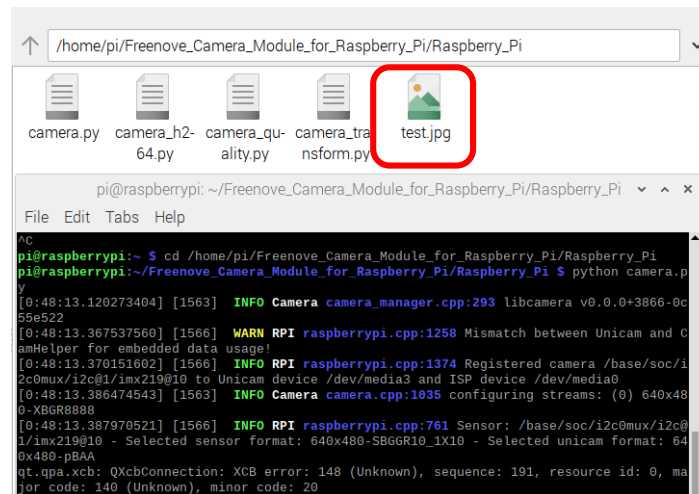 /home/pi/Freenove_Camera_Module_for_Raspberry_Pi/Raspberry_Pi
camera.py camera_h2- camera_qu- camera_tra test.jpg
64.py ality.py nsform.py
pi@raspberrypi: ~/Freenove_Camera_Module_for_Raspberry_Pi/Raspberry_Pi
File Edit Tabs Help
^C
pi@raspberrypi:~ $ cd /home/pi/Freenove_Camera_Module_for_Raspberry_Pi/Raspberry_Pi
pi@raspberrypi:~/Freenove_Camera_Module_for_Raspberry_Pi/Raspberry_Pi $ python camera.p
y
[0:48:13.120273404] [1563] INFO Camera camera_manager.cpp:293 libcamera v0.0.0+3866-0c
55e522
[0:48:13.367537560] [1566] WARN RPI raspberrypi.cpp:1258 Mismatch between Unicam and C
amHelper for embedded data usage!
[0:48:13.370151602] [1566] INFO RPI raspberrypi.cpp:1374 Registered camera /base/soc/i
2c0mux/i2c@1/imx219@10 to Unicam device /dev/media3 and ISP device /dev/media0
[0:48:13.386474543] [1563] INFO Camera camera.cpp:1035 configuring streams: (0) 640x48
0-XBGR8888
[0:48:13.387970521] [1566] INFO RPI raspberrypi.cpp:761 Sensor: /base/soc/i2c0mux/i2c@
1/imx219@10 - Selected sensor format: 640x480-SBGGR10_1X10 - Selected unicam format: 64
0x480-pBAA
qt.qpa.xcb: QXcbConnection: XCB error: 148 (Unknown), sequence: 191, resource id: 0, ma
jor code: 140 (Unknown), minor code: 20